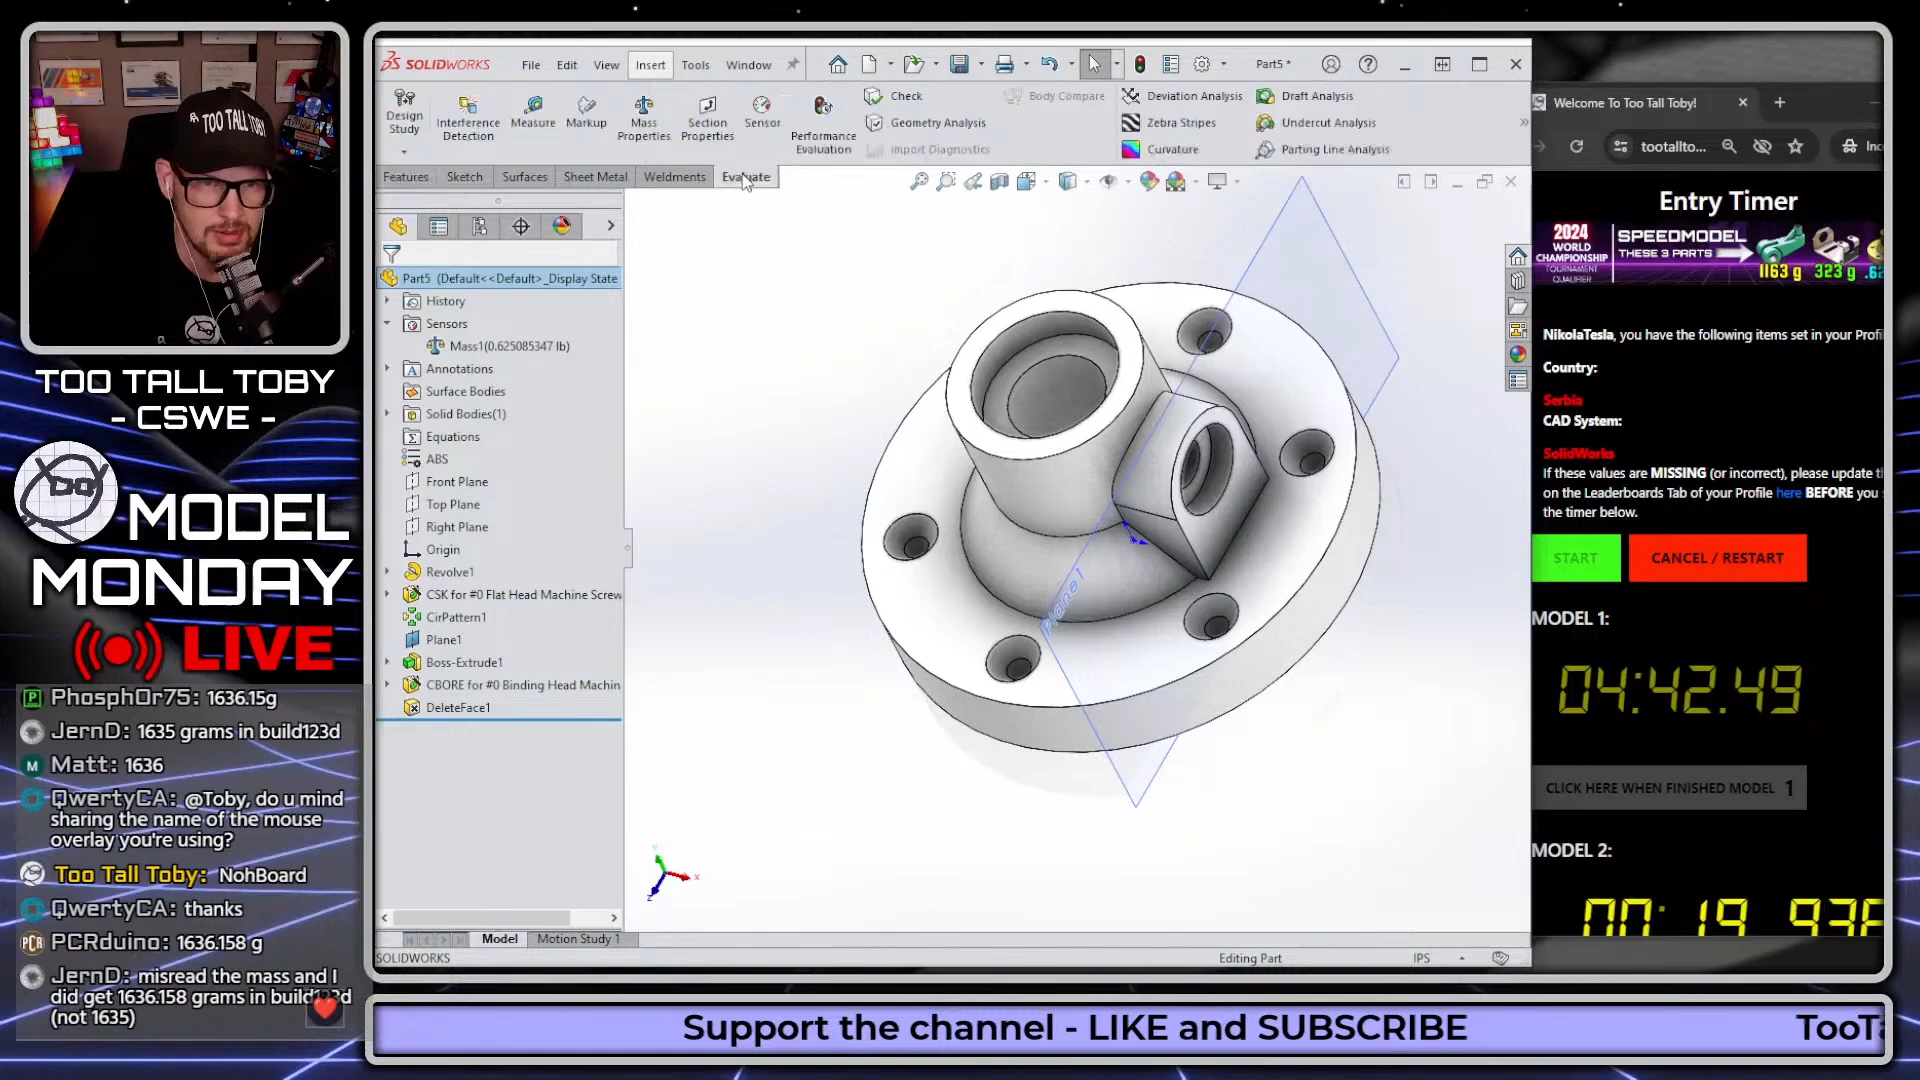 TOO TALL TOBY
TOO TALL TOBY
- CSWE -
MODEL
MONDAY
LIVE
PhosphOr75: 1636.15g
JernD: 1635 grams in build123d
M Matt: 1636
QwertyCA: @Toby, do u mind
sharing the name of the mouse
overlay you're using?
Too Tall Toby: NohBoard
QwertyCA: thanks
PCR PCRduino: 1636.158 g
JernD: misread the mass and I
did get 1636.158 grams in build123d
(not 1635)
SOLIDWORKS File Edit View Insert Tools Window Part5 *
Design
Study
Interference
Detection
Measure
Markup
Mass
Properties
Section
Properties
Sensor
Performance
Evaluation
Check
Geometry Analysis
Import Diagnostics
Body Compare
Deviation Analysis
Zebra Stripes
Curvature
Draft Analysis
Undercut Analysis
Parting Line Analysis
Features Sketch Surfaces Sheet Metal Weldments Evaluate
Part5 (Default<<Default>_Display State
History
Sensors
Mass1(0.625085347 lb)
Annotations
Surface Bodies
Solid Bodies(1)
Equations
ABS
Front Plane
Top Plane
Right Plane
Origin
Revolve1
CSK for #0 Flat Head Machine Screw
CirPattern1
Plane1
Boss-Extrude1
CBORE for #0 Binding Head Machin
DeleteFace1
Plane1
Y
X
Z
Model Motion Study 1
SOLIDWORKS Editing Part IPS
Welcome To Too Tall Toby!
tootallto...
Inc
Entry Timer
2024
WORLD
CHAMPIONSHIP
TOURNAMENT
QUALIFIER
SPEEDMODEL
THESE 3 PARTS
1163 g 323 g .62
NikolaTesla, you have the following items set in your Profi
Country:
Serbia
CAD System:
SolidWorks
If these values are MISSING (or incorrect), please update t
on the Leaderboards Tab of your Profile here BEFORE you
the timer below.
START CANCEL / RESTART
MODEL 1:
04:42.49
CLICK HERE WHEN FINISHED MODEL 1
MODEL 2:
00:19.938
Support the channel - LIKE and SUBSCRIBE TooTa